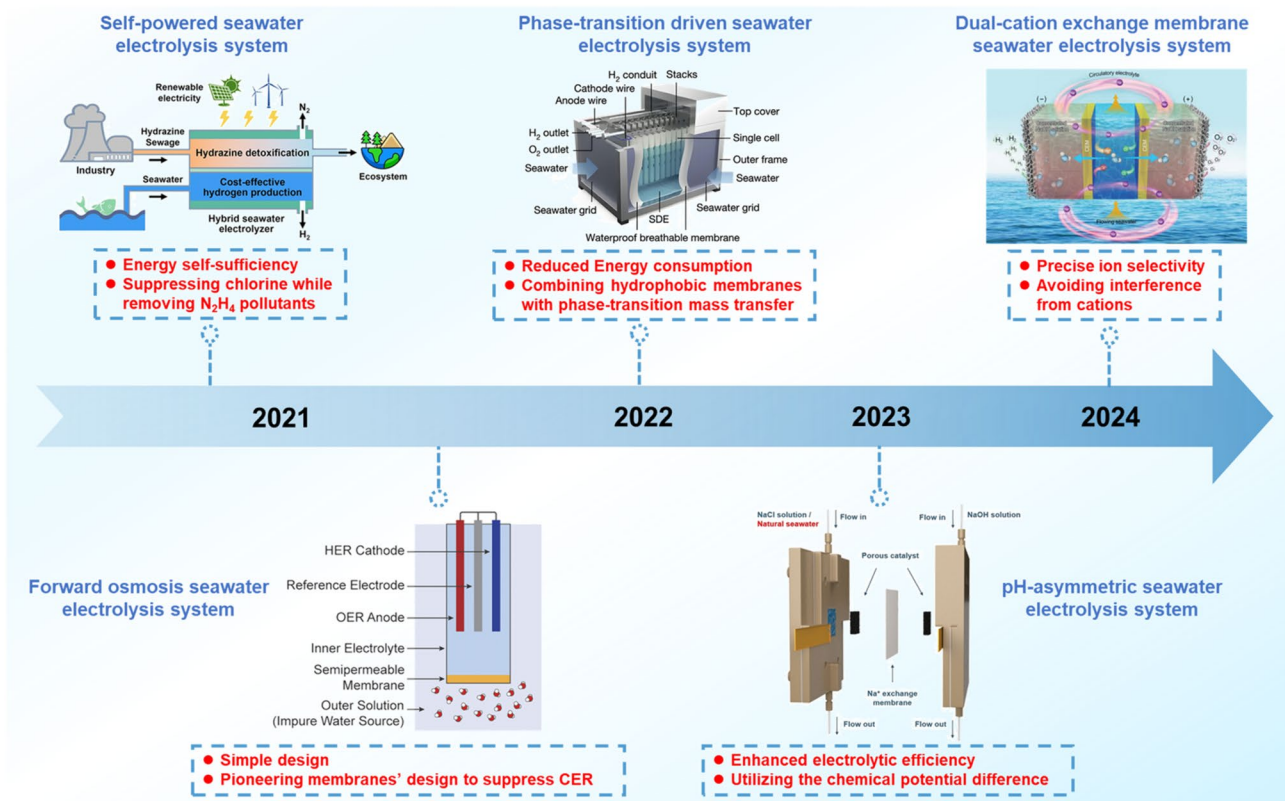 Self-powered seawater
electrolysis system
Renewable
electricity
N₂
Hydrazine
Sewage
Hydrazine detoxification
Industry
Ecosystem
Seawater
Cost-effective
hydrogen production
Hybrid seawater
electrolyzer
H₂
● Energy self-sufficiency
● Suppressing chlorine while
removing N₂H₄ pollutants
Phase-transition driven seawater
electrolysis system
H₂ conduit
Stacks
Cathode wire
Anode wire
Top cover
H₂ outlet
O₂ outlet
Single cell
Outer frame
Seawater
Seawater
Seawater grid
SDE
Seawater grid
Waterproof breathable membrane
● Reduced Energy consumption
● Combining hydrophobic membranes
with phase-transition mass transfer
Dual-cation exchange membrane
seawater electrolysis system
Circulatory electrolyte
(−)
(+)
H₂
O₂
CEM
CEM
Flowing seawater
● Precise ion selectivity
● Avoiding interference
from cations
2021
2022
2023
2024
Forward osmosis seawater
electrolysis system
HER Cathode
Reference Electrode
OER Anode
Inner Electrolyte
Semipermeable
Membrane
Outer Solution
(Impure Water Source)
● Simple design
● Pioneering membranes' design to suppress CER
NaCl solution /
Natural seawater
Flow in
Flow in
NaOH solution
Porous catalyst
Na⁺ exchange
membrane
Flow out
Flow out
pH-asymmetric seawater
electrolysis system
● Enhanced electrolytic efficiency
● Utilizing the chemical potential difference